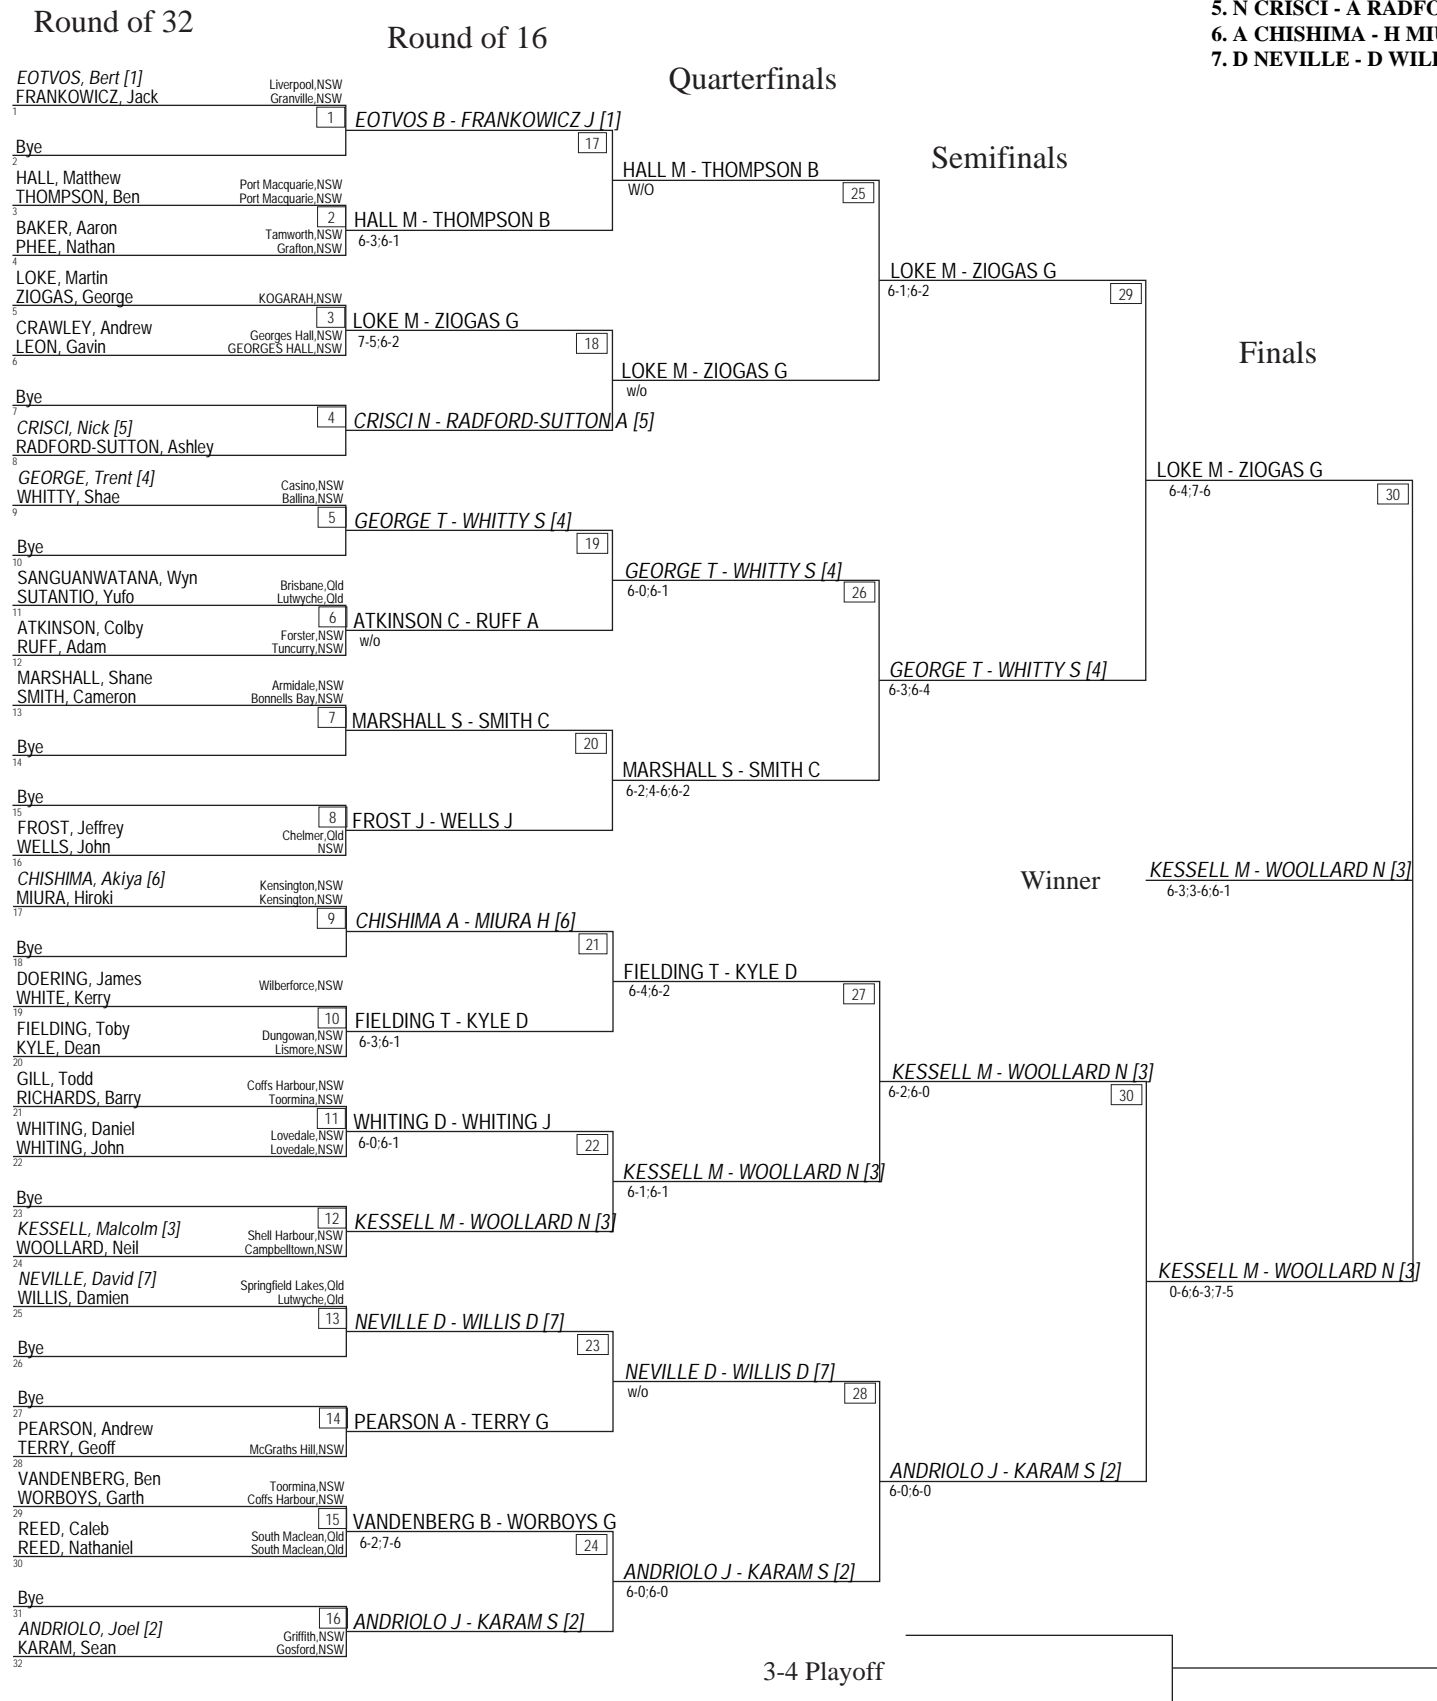 5. N CRISCI - A RADFO
6. A CHISHIMA - H MIU
7. D NEVILLE - D WILL
Round of 32
Round of 16
Quarterfinals
Semifinals
Finals
EOTVOS, Bert [1] Liverpool,NSW
FRANKOWICZ, Jack Granville,NSW
1
1 EOTVOS B - FRANKOWICZ J [1]
Bye
2
17
HALL M - THOMPSON B
W/O
25
HALL, Matthew Port Macquarie,NSW
THOMPSON, Ben Port Macquarie,NSW
3
2 HALL M - THOMPSON B
6-3;6-1
BAKER, Aaron Tamworth,NSW
PHEE, Nathan Grafton,NSW
4
LOKE M - ZIOGAS G
6-1;6-2
29
LOKE, Martin
ZIOGAS, George KOGARAH,NSW
5
3 LOKE M - ZIOGAS G
7-5;6-2
CRAWLEY, Andrew Georges Hall,NSW
LEON, Gavin GEORGES HALL,NSW
6
18
LOKE M - ZIOGAS G
w/o
Bye
7
4 CRISCI N - RADFORD-SUTTON A [5]
CRISCI, Nick [5]
RADFORD-SUTTON, Ashley
8
LOKE M - ZIOGAS G
6-4;7-6
30
GEORGE, Trent [4] Casino,NSW
WHITTY, Shae Ballina,NSW
9
5 GEORGE T - WHITTY S [4]
Bye
10
19
GEORGE T - WHITTY S [4]
6-0;6-1
26
SANGUANWATANA, Wyn Brisbane,Qld
SUTANTIO, Yufo Lutwyche,Qld
11
6 ATKINSON C - RUFF A
w/o
ATKINSON, Colby Forster,NSW
RUFF, Adam Tuncurry,NSW
12
GEORGE T - WHITTY S [4]
6-3;6-4
MARSHALL, Shane Armidale,NSW
SMITH, Cameron Bonnells Bay,NSW
13
7 MARSHALL S - SMITH C
Bye
14
20
MARSHALL S - SMITH C
6-2;4-6;6-2
Bye
15
8 FROST J - WELLS J
FROST, Jeffrey Chelmer,Qld
WELLS, John NSW
16
Winner
KESSELL M - WOOLLARD N [3]
6-3;3-6;6-1
CHISHIMA, Akiya [6] Kensington,NSW
MIURA, Hiroki Kensington,NSW
17
9 CHISHIMA A - MIURA H [6]
Bye
18
21
FIELDING T - KYLE D
6-4;6-2
27
DOERING, James Wilberforce,NSW
WHITE, Kerry
19
10 FIELDING T - KYLE D
6-3;6-1
FIELDING, Toby Dungowan,NSW
KYLE, Dean Lismore,NSW
20
KESSELL M - WOOLLARD N [3]
6-2;6-0
30
GILL, Todd Coffs Harbour,NSW
RICHARDS, Barry Toormina,NSW
21
11 WHITING D - WHITING J
6-0;6-1
WHITING, Daniel Lovedale,NSW
WHITING, John Lovedale,NSW
22
22
KESSELL M - WOOLLARD N [3]
6-1;6-1
Bye
23
12 KESSELL M - WOOLLARD N [3]
KESSELL, Malcolm [3] Shell Harbour,NSW
WOOLLARD, Neil Campbelltown,NSW
24
KESSELL M - WOOLLARD N [3]
0-6;6-3;7-5
NEVILLE, David [7] Springfield Lakes,Qld
WILLIS, Damien Lutwyche,Qld
25
13 NEVILLE D - WILLIS D [7]
Bye
26
23
NEVILLE D - WILLIS D [7]
w/o
28
Bye
27
14 PEARSON A - TERRY G
PEARSON, Andrew
TERRY, Geoff McGraths Hill,NSW
28
ANDRIOLO J - KARAM S [2]
6-0;6-0
VANDENBERG, Ben Toormina,NSW
WORBOYS, Garth Coffs Harbour,NSW
29
15 VANDENBERG B - WORBOYS G
6-2;7-6
REED, Caleb South Maclean,Qld
REED, Nathaniel South Maclean,Qld
30
24
ANDRIOLO J - KARAM S [2]
6-0;6-0
Bye
31
16 ANDRIOLO J - KARAM S [2]
ANDRIOLO, Joel [2] Griffith,NSW
KARAM, Sean Gosford,NSW
32
3-4 Playoff